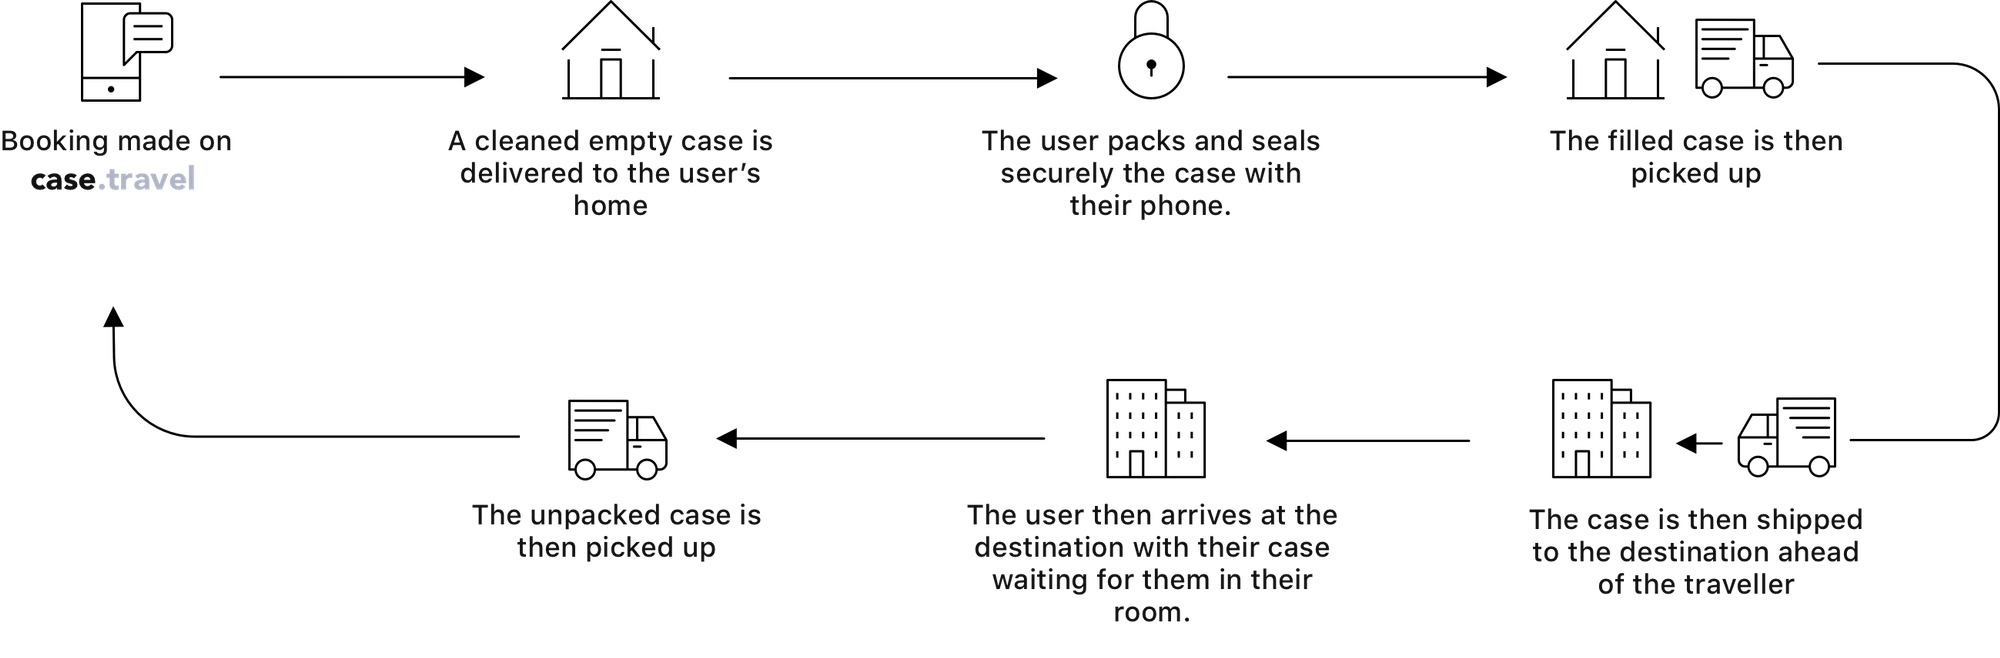 Booking made on
case.travel
A cleaned empty case is
delivered to the user’s
home
The user packs and seals
securely the case with
their phone.
The filled case is then
picked up
The case is then shipped
to the destination ahead
of the traveller
The user then arrives at the
destination with their case
waiting for them in their
room.
The unpacked case is
then picked up